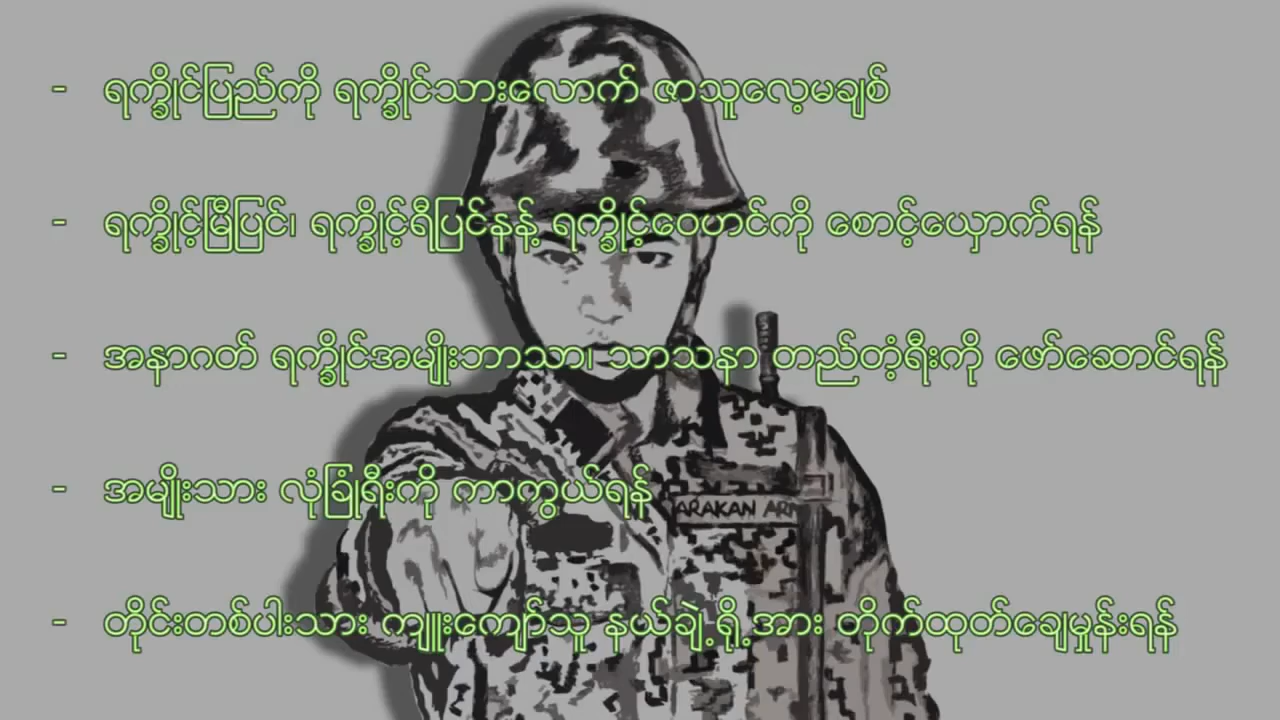 - ရက္ခိုင်ပြည်ကို ရက္ခိုင်သားလောက် ဇာသူလေ့မချစ်
- ရက္ခိုင့်မြီပြင်၊ ရက္ခိုင့်ရီပြင်နန့် ရက္ခိုင့်ဝေဟင်ကို စောင့်ယှောက်ရန်
- အနာဂတ် ရက္ခိုင်အမျိုးဘာသာ၊ သာသနာ တည်တံ့ရီးကို ဖော်ဆောင်ရန်
- အမျိုးသား လုံခြုံရီးကို ကာကွယ်ရန်
ARAKAN AR
- တိုင်းတစ်ပါးသား ကျူးကျော်သူ နယ်ချဲ့ရို့အား တိုက်ထုတ်ချေမှုန်းရန်